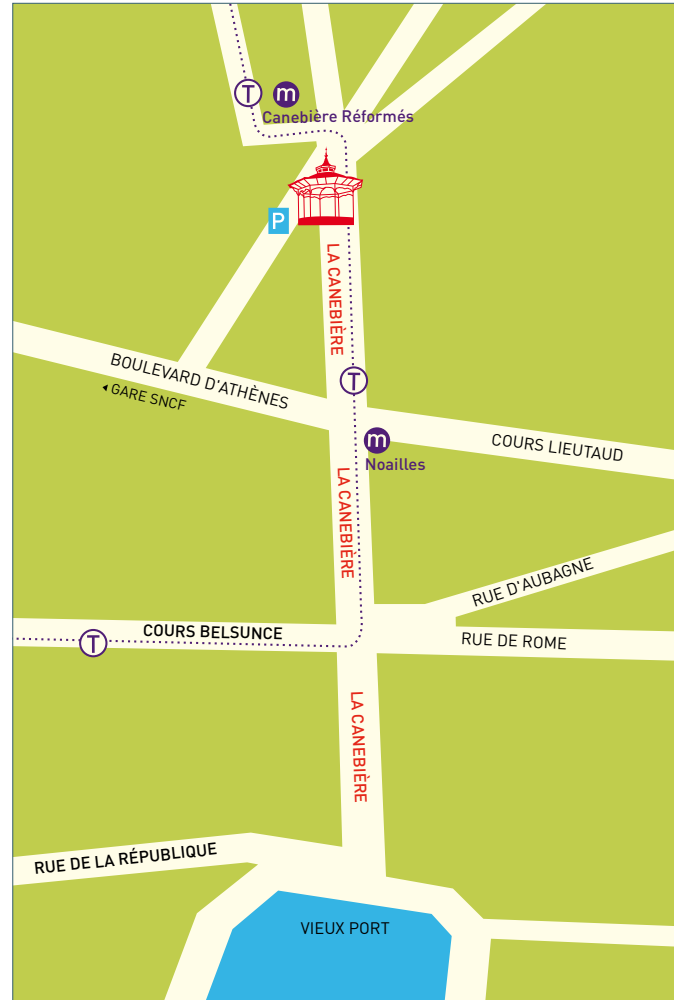 T m
Canebière Réformés
P
LA CANEBIÈRE
BOULEVARD D'ATHÈNES
GARE SNCF
T
COURS LIEUTAUD
m
Noailles
LA CANEBIÈRE
RUE D'AUBAGNE
COURS BELSUNCE
T
RUE DE ROME
LA CANEBIÈRE
RUE DE LA RÉPUBLIQUE
VIEUX PORT